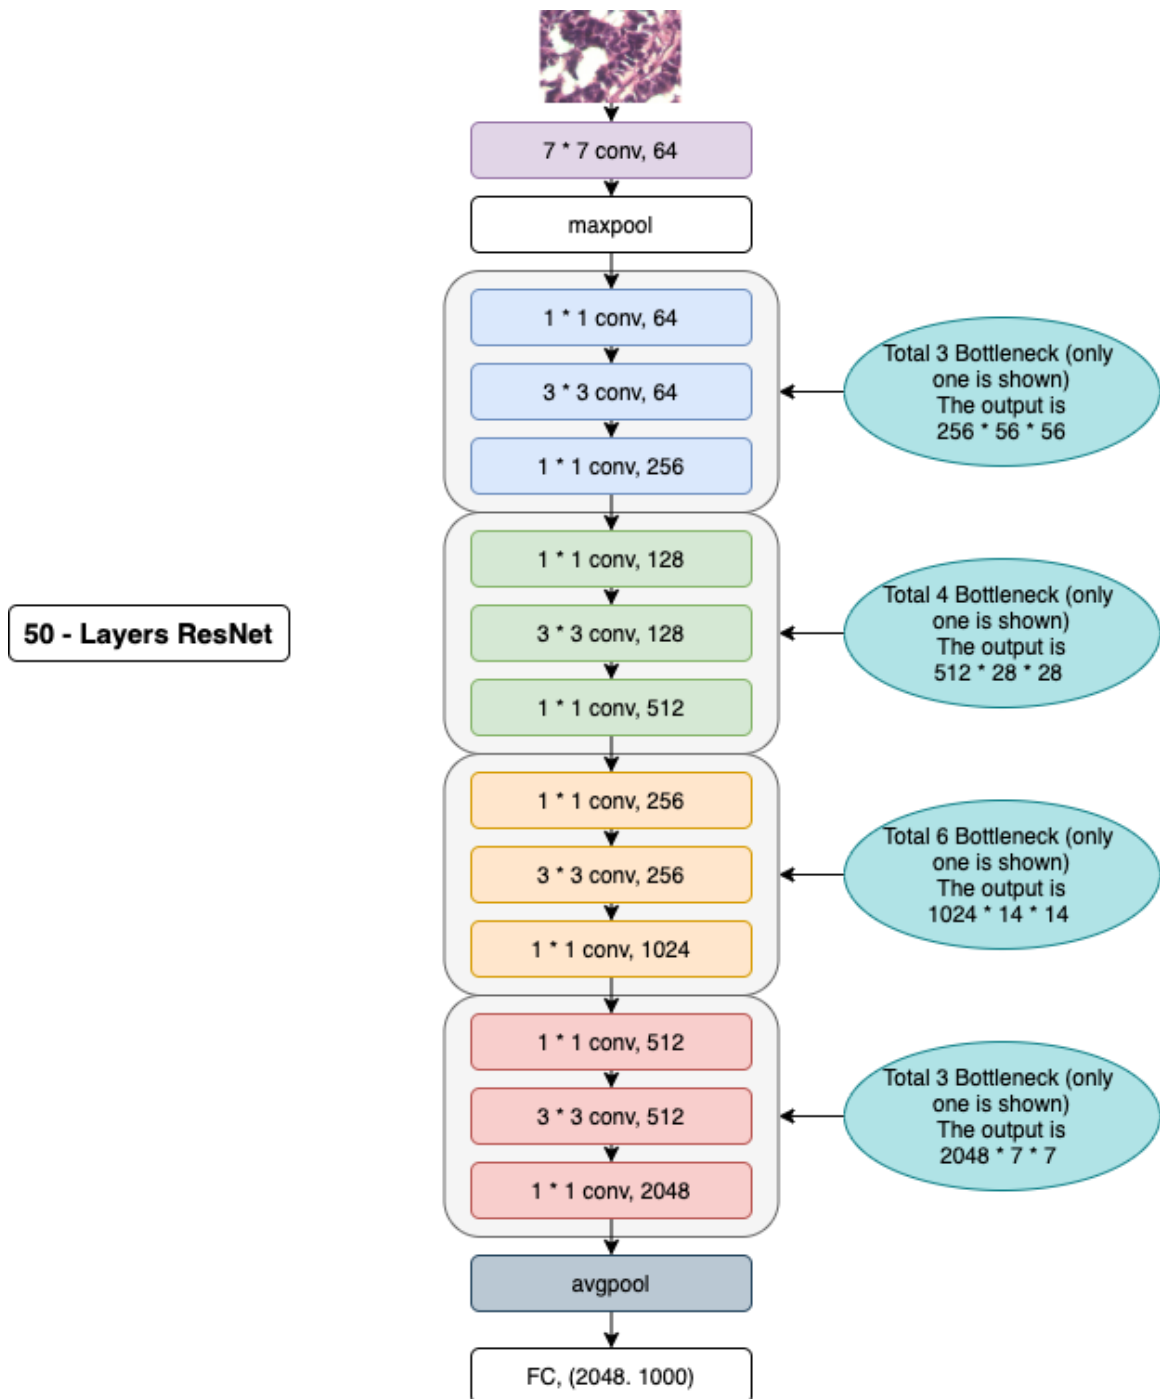 7 * 7 conv, 64
maxpool
1 * 1 conv, 64
3 * 3 conv, 64
1 * 1 conv, 256
Total 3 Bottleneck (only
one is shown)
The output is
256 * 56 * 56
1 * 1 conv, 128
3 * 3 conv, 128
1 * 1 conv, 512
Total 4 Bottleneck (only
one is shown)
The output is
512 * 28 * 28
50 - Layers ResNet
1 * 1 conv, 256
3 * 3 conv, 256
1 * 1 conv, 1024
Total 6 Bottleneck (only
one is shown)
The output is
1024 * 14 * 14
1 * 1 conv, 512
3 * 3 conv, 512
1 * 1 conv, 2048
Total 3 Bottleneck (only
one is shown)
The output is
2048 * 7 * 7
avgpool
FC, (2048. 1000)